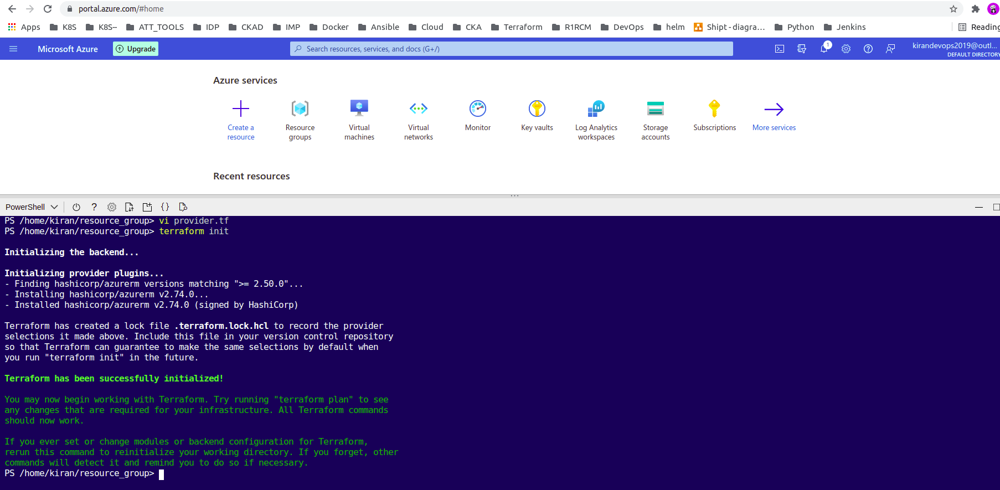 portal.azure.com/#home
Apps K8S K8S-- ATT_TOOLS IDP CKAD IMP Docker Ansible Cloud CKA Terraform R1RCM DevOps helm Shipt - diagra... Python Jenkins Reading
Microsoft Azure Upgrade Search resources, services, and docs (G+/) 1 kirandevops2019@outl...
DEFAULT DIRECTORY
Azure services
Create a resource
Resource groups
Virtual machines
Virtual networks
Monitor
Key vaults
Log Analytics workspaces
Storage accounts
Subscriptions
More services
Recent resources
PowerShell
PS /home/kiran/resource_group> vi provider.tf
PS /home/kiran/resource_group> terraform init
Initializing the backend...
Initializing provider plugins...
- Finding hashicorp/azurerm versions matching ">= 2.50.0"...
- Installing hashicorp/azurerm v2.74.0...
- Installed hashicorp/azurerm v2.74.0 (signed by HashiCorp)
Terraform has created a lock file .terraform.lock.hcl to record the provider
selections it made above. Include this file in your version control repository
so that Terraform can guarantee to make the same selections by default when
you run "terraform init" in the future.
Terraform has been successfully initialized!
You may now begin working with Terraform. Try running "terraform plan" to see
any changes that are required for your infrastructure. All Terraform commands
should now work.
If you ever set or change modules or backend configuration for Terraform,
rerun this command to reinitialize your working directory. If you forget, other
commands will detect it and remind you to do so if necessary.
PS /home/kiran/resource_group>